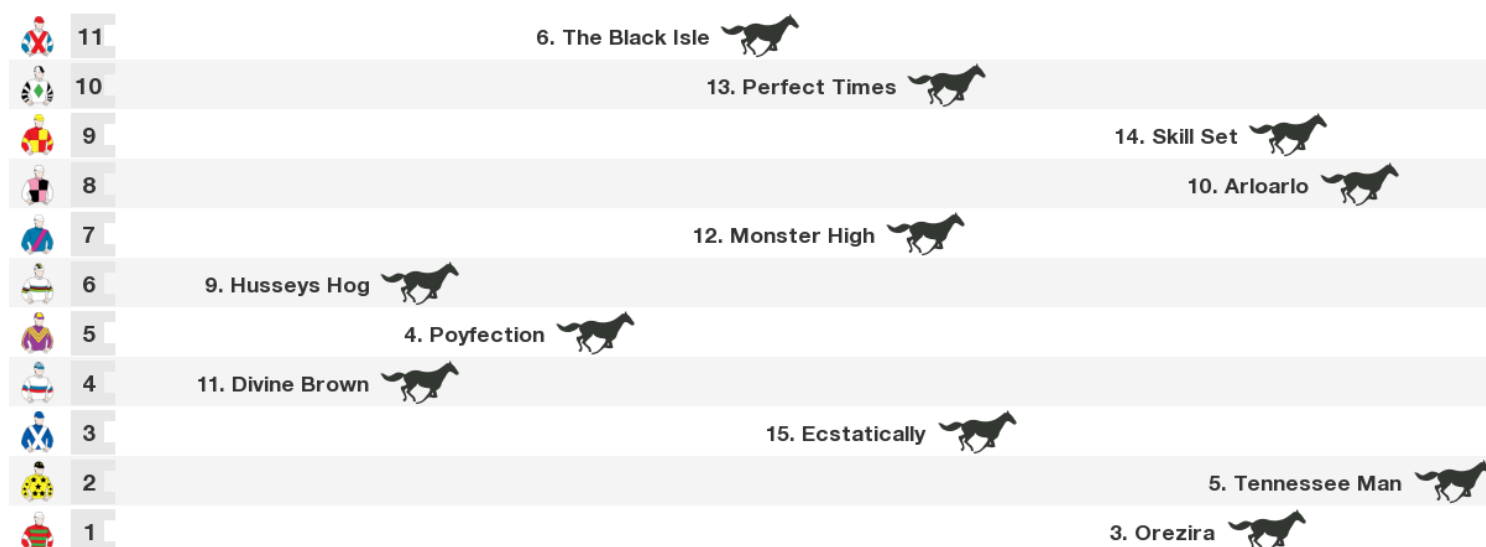 11 6. The Black Isle
10 13. Perfect Times
9 14. Skill Set
8 10. Arloarlo
7 12. Monster High
6 9. Husseys Hog
5 4. Poyfection
4 11. Divine Brown
3 15. Ecstatically
2 5. Tennessee Man
1 3. Orezira